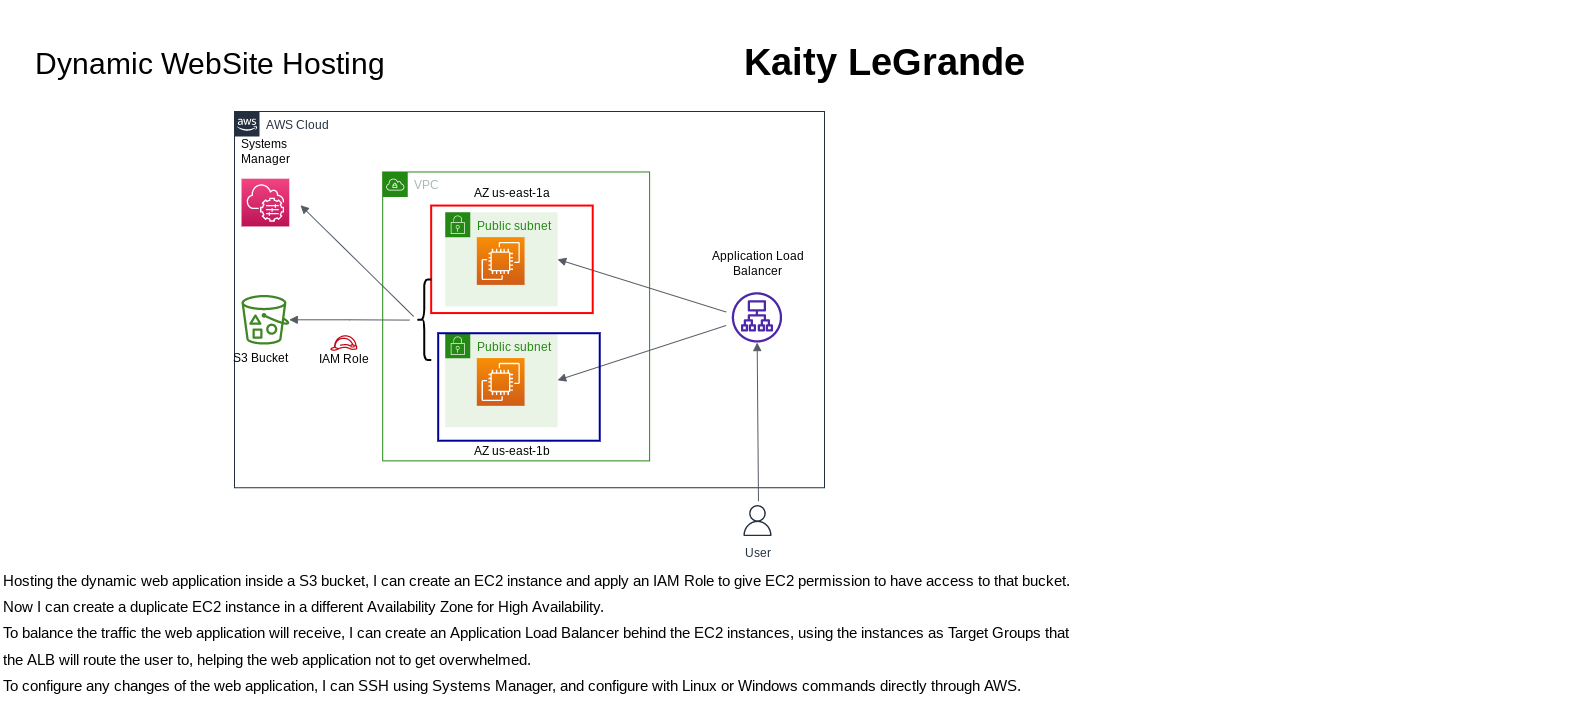 Dynamic WebSite Hosting
Kaity LeGrande
aws
AWS Cloud
Systems
Manager
VPC
AZ us-east-1a
Public subnet
Application Load
Balancer
S3 Bucket
IAM Role
Public subnet
AZ us-east-1b
User
Hosting the dynamic web application inside a S3 bucket, I can create an EC2 instance and apply an IAM Role to give EC2 permission to have access to that bucket.
Now I can create a duplicate EC2 instance in a different Availability Zone for High Availability.
To balance the traffic the web application will receive, I can create an Application Load Balancer behind the EC2 instances, using the instances as Target Groups that
the ALB will route the user to, helping the web application not to get overwhelmed.
To configure any changes of the web application, I can SSH using Systems Manager, and configure with Linux or Windows commands directly through AWS.